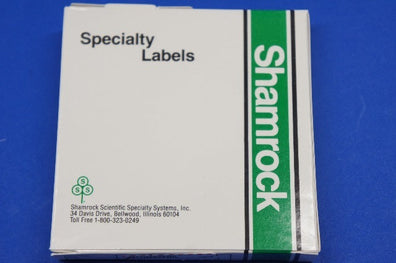 Specialty
Labels
Shamrock
S
S S
Shamrock Scientific Specialty Systems, Inc.
34 Davis Drive, Bellwood, Illinois 60104
Toll Free 1-800-323-0249